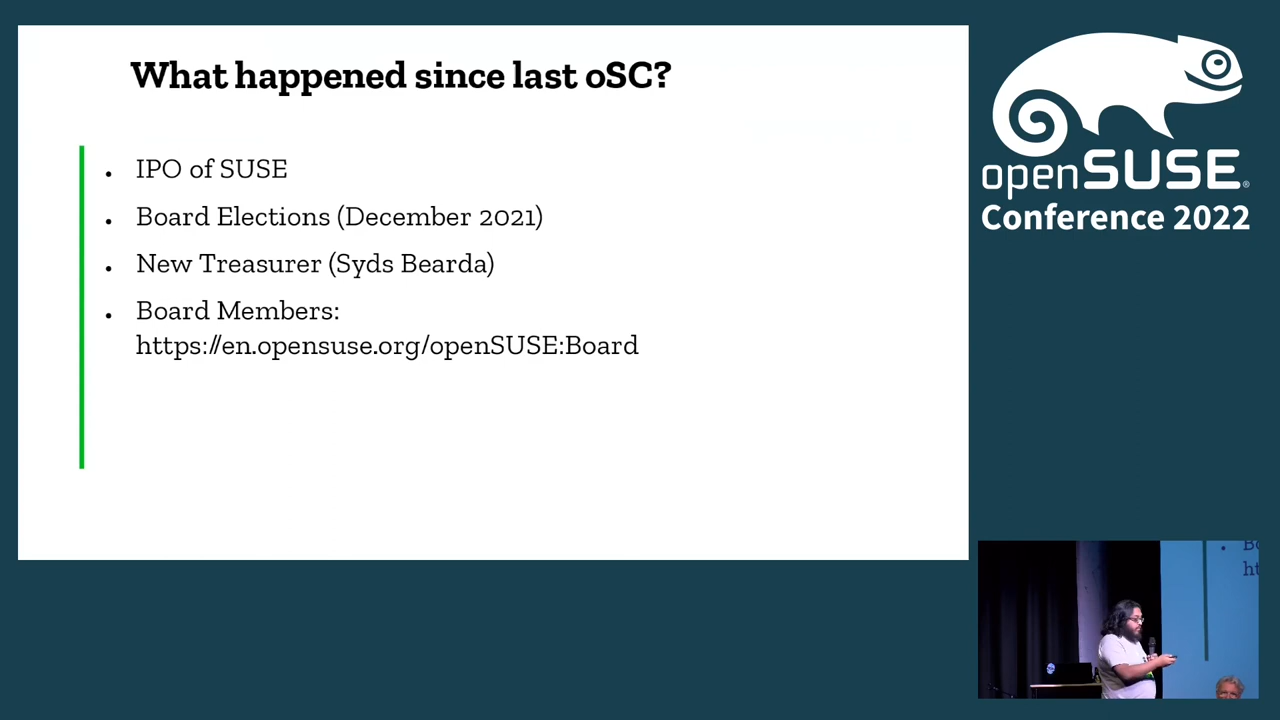 What happened since last oSC?
• IPO of SUSE
• Board Elections (December 2021)
• New Treasurer (Syds Bearda)
• Board Members:
https://en.opensuse.org/openSUSE:Board
openSUSE®
Conference 2022